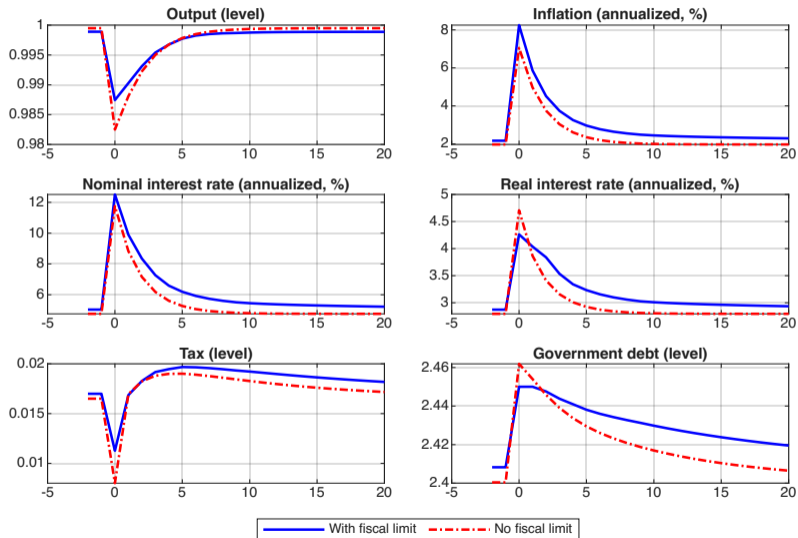 Output (level)
1
0.995
0.99
0.985
0.98
-5 0 5 10 15 20
Inflation (annualized, %)
8
6
4
2
-5 0 5 10 15 20
Nominal interest rate (annualized, %)
12
10
8
6
-5 0 5 10 15 20
Real interest rate (annualized, %)
5
4.5
4
3.5
3
-5 0 5 10 15 20
Tax (level)
0.02
0.015
0.01
-5 0 5 10 15 20
Government debt (level)
2.46
2.44
2.42
2.4
-5 0 5 10 15 20
With fiscal limit No fiscal limit